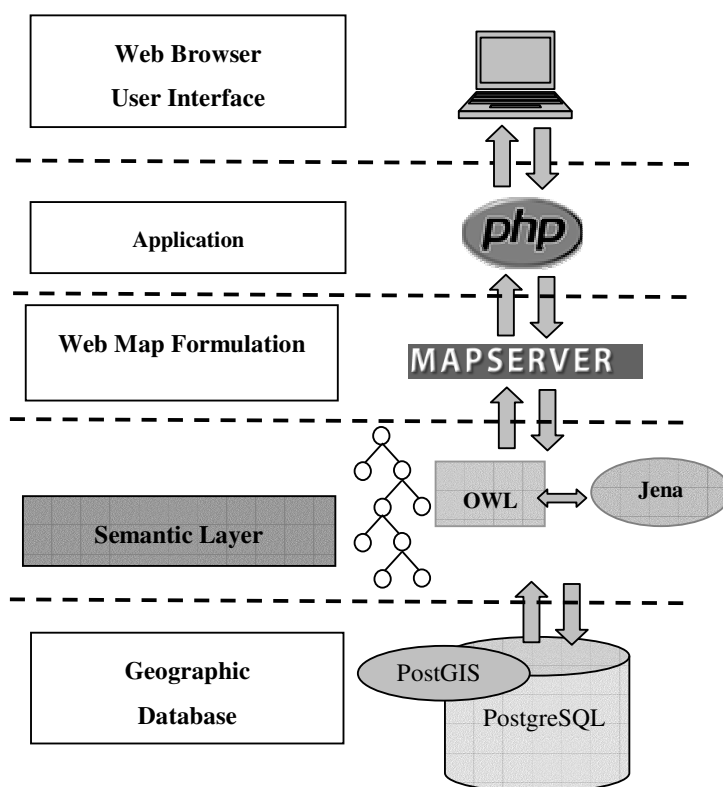 Web Browser
User Interface
Application
php
Web Map Formulation
MAPSERVER
Semantic Layer
OWL
Jena
Geographic
Database
PostGIS
PostgreSQL